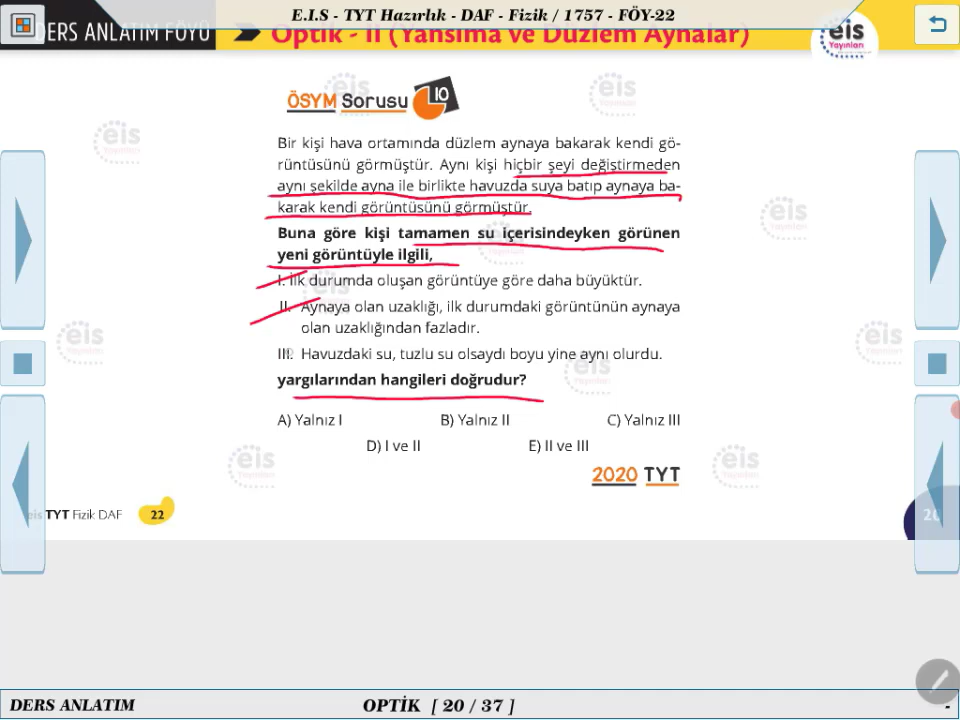 E.I.S - TYT Hazırlık - DAF - Fizik / 1757 - FÖY-22
DERS ANLATIM FÖYÜ
Optik - II (Yansıma ve Düzlem Aynalar)
eis
Yayınları
ÖSYM Sorusu 10
Bir kişi hava ortamında düzlem aynaya bakarak kendi gö-
rüntüsünü görmüştür. Aynı kişi hiçbir şeyi değiştirmeden
aynı şekilde ayna ile birlikte havuzda suya batıp aynaya ba-
karak kendi görüntüsünü görmüştür.
Buna göre kişi tamamen su içerisindeyken görünen
yeni görüntüyle ilgili,
I. İlk durumda oluşan görüntüye göre daha büyüktür.
II. Aynaya olan uzaklığı, ilk durumdaki görüntünün aynaya
olan uzaklığından fazladır.
III. Havuzdaki su, tuzlu su olsaydı boyu yine aynı olurdu.
yargılarından hangileri doğrudur?
A) Yalnız I B) Yalnız II C) Yalnız III
D) I ve II E) II ve III
2020 TYT
eis TYT Fizik DAF 22
20
DERS ANLATIM OPTİK [ 20 / 37 ] -